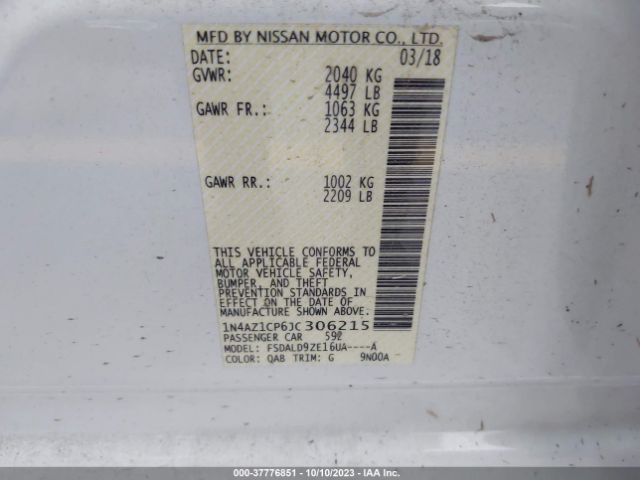 MFD BY NISSAN MOTOR CO., LTD.
DATE: 03/18
GVWR: 2040 KG
4497 LB
GAWR FR.: 1063 KG
2344 LB
GAWR RR.: 1002 KG
2209 LB
THIS VEHICLE CONFORMS TO
ALL APPLICABLE FEDERAL
MOTOR VEHICLE SAFETY,
BUMPER, AND THEFT
PREVENTION STANDARDS IN
EFFECT ON THE DATE OF
MANUFACTURE SHOWN ABOVE.
1N4AZ1CP6JC306215
PASSENGER CAR 592
MODEL: FSDALD9ZE16UA----A
COLOR: QAB TRIM: G 9N00A
000-37776851 | 10/10/2023 | IAA Inc.